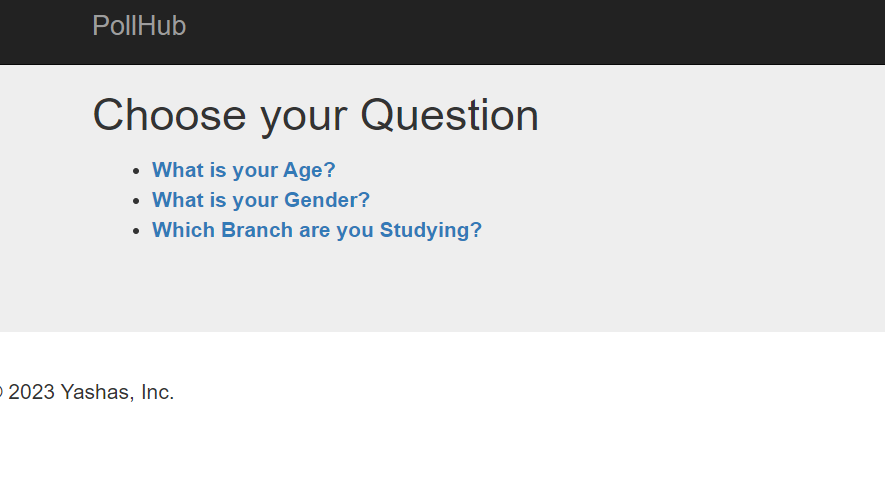 PollHub
Choose your Question
What is your Age?
What is your Gender?
Which Branch are you Studying?
© 2023 Yashas, Inc.